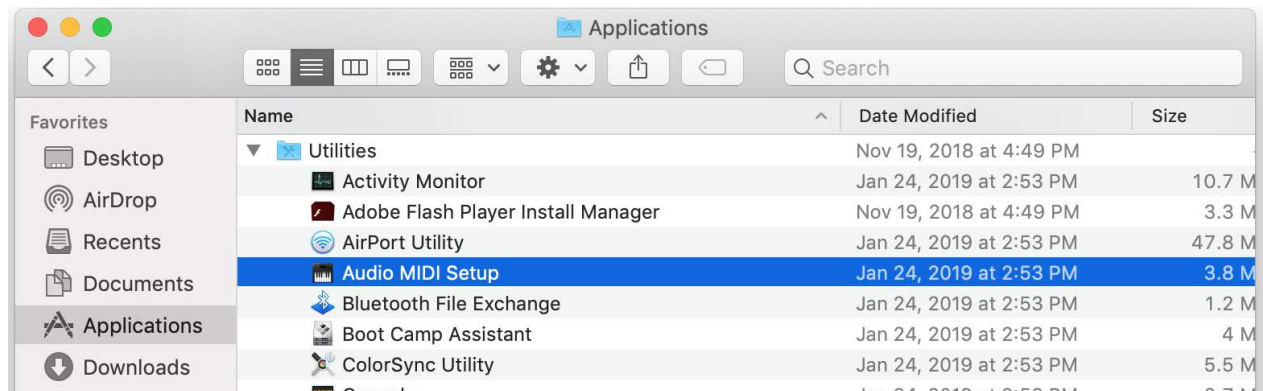 Applications
Search
Favorites
Desktop
AirDrop
Recents
Documents
Applications
Downloads
Name Date Modified Size
Utilities Nov 19, 2018 at 4:49 PM
Activity Monitor Jan 24, 2019 at 2:53 PM 10.7 M
Adobe Flash Player Install Manager Nov 19, 2018 at 4:49 PM 3.3 M
AirPort Utility Jan 24, 2019 at 2:53 PM 47.8 M
Audio MIDI Setup Jan 24, 2019 at 2:53 PM 3.8 M
Bluetooth File Exchange Jan 24, 2019 at 2:53 PM 1.2 M
Boot Camp Assistant Jan 24, 2019 at 2:53 PM 4 M
ColorSync Utility Jan 24, 2019 at 2:53 PM 5.5 M